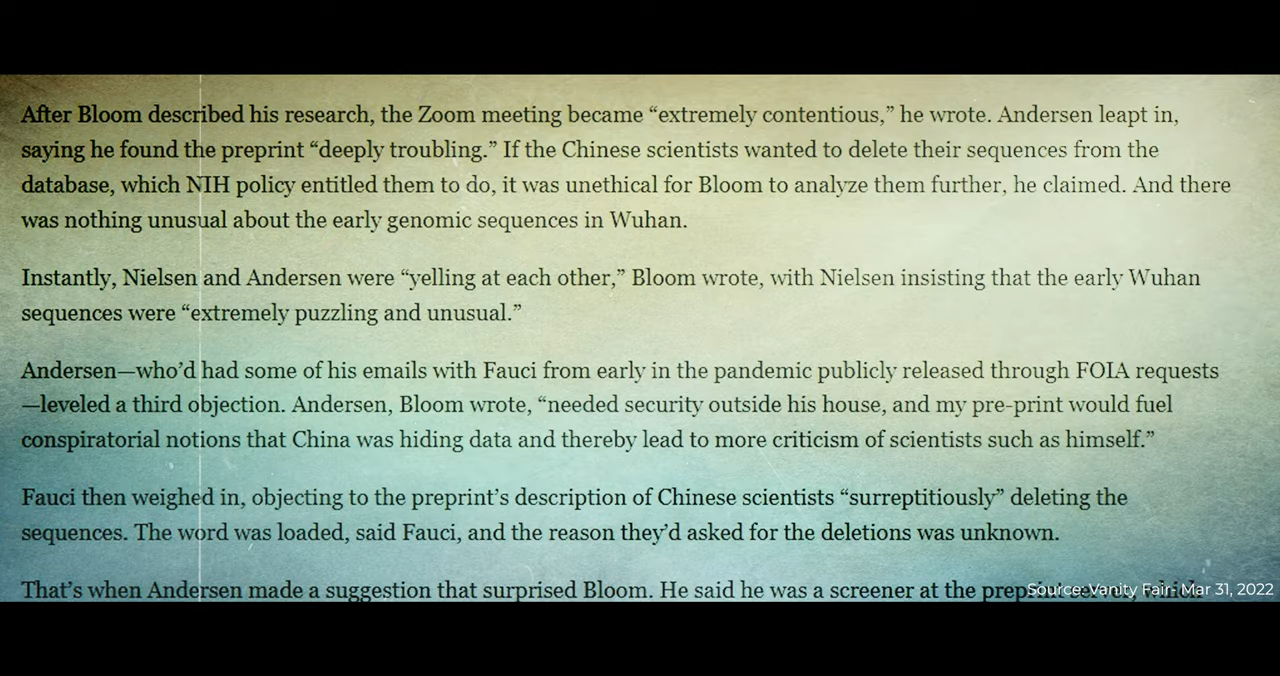 After Bloom described his research, the Zoom meeting became “extremely contentious,” he wrote. Andersen leapt in,
saying he found the preprint “deeply troubling.” If the Chinese scientists wanted to delete their sequences from the
database, which NIH policy entitled them to do, it was unethical for Bloom to analyze them further, he claimed. And there
was nothing unusual about the early genomic sequences in Wuhan.
Instantly, Nielsen and Andersen were “yelling at each other,” Bloom wrote, with Nielsen insisting that the early Wuhan
sequences were “extremely puzzling and unusual.”
Andersen—who’d had some of his emails with Fauci from early in the pandemic publicly released through FOIA requests
—leveled a third objection. Andersen, Bloom wrote, “needed security outside his house, and my pre-print would fuel
conspiratorial notions that China was hiding data and thereby lead to more criticism of scientists such as himself.”
Fauci then weighed in, objecting to the preprint’s description of Chinese scientists “surreptitiously” deleting the
sequences. The word was loaded, said Fauci, and the reason they’d asked for the deletions was unknown.
That’s when Andersen made a suggestion that surprised Bloom. He said he was a screener at the preprint server, which
Source: Vanity Fair- Mar 31, 2022